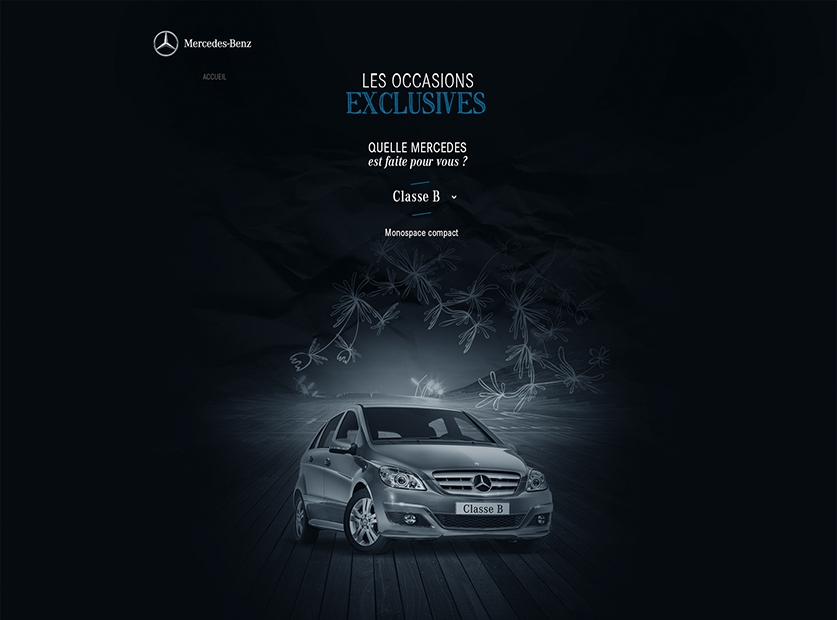 Mercedes-Benz
ACCUEIL
LES OCCASIONS
EXCLUSIVES
QUELLE MERCEDES
est faite pour vous ?
Classe B
Monospace compact
Classe B